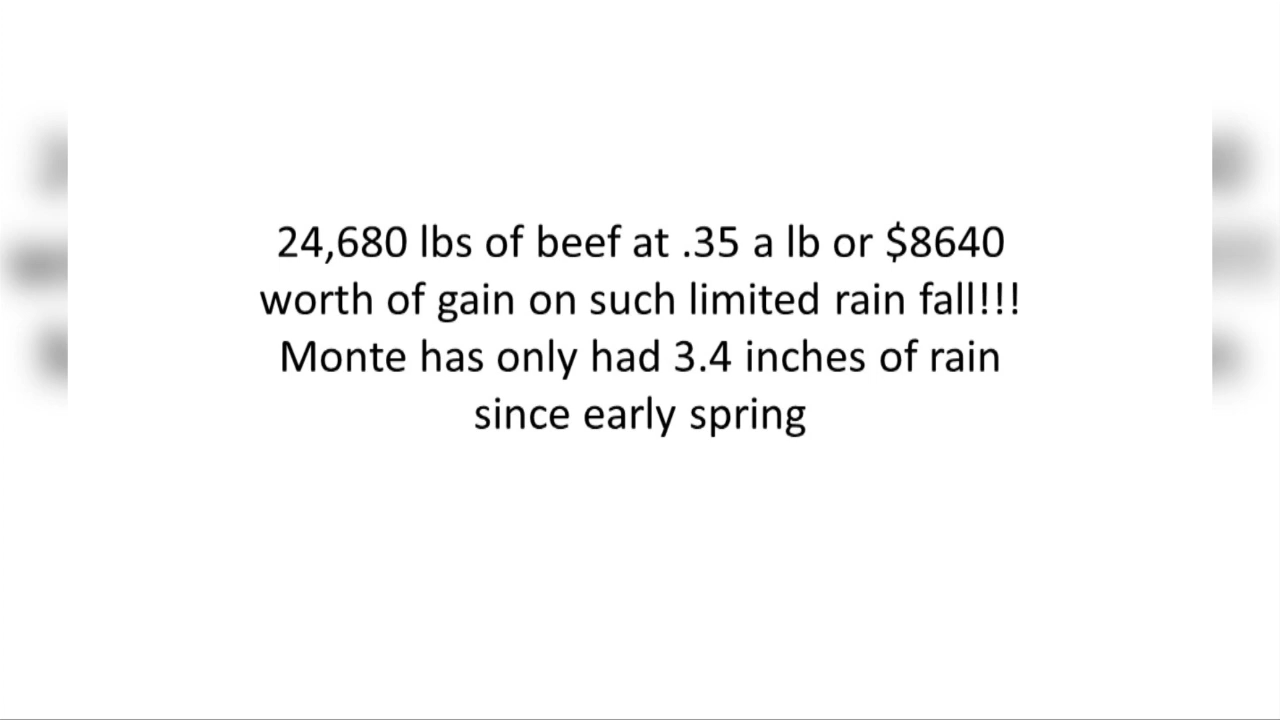 24,680 lbs of beef at .35 a lb or $8640
worth of gain on such limited rain fall!!!
Monte has only had 3.4 inches of rain
since early spring